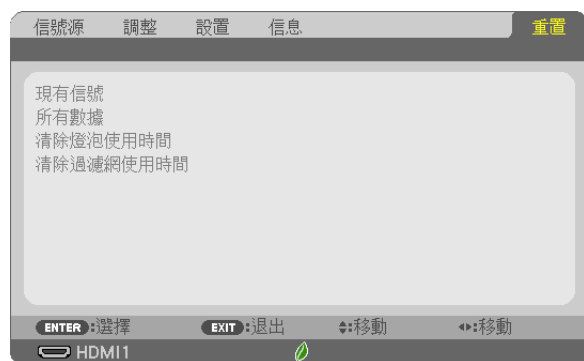 信號源 調整 設置 信息 重置
現有信號
所有數據
清除燈泡使用時間
清除過濾網使用時間
ENTER:選擇 EXIT:退出 :移動 :移動
HDMI1